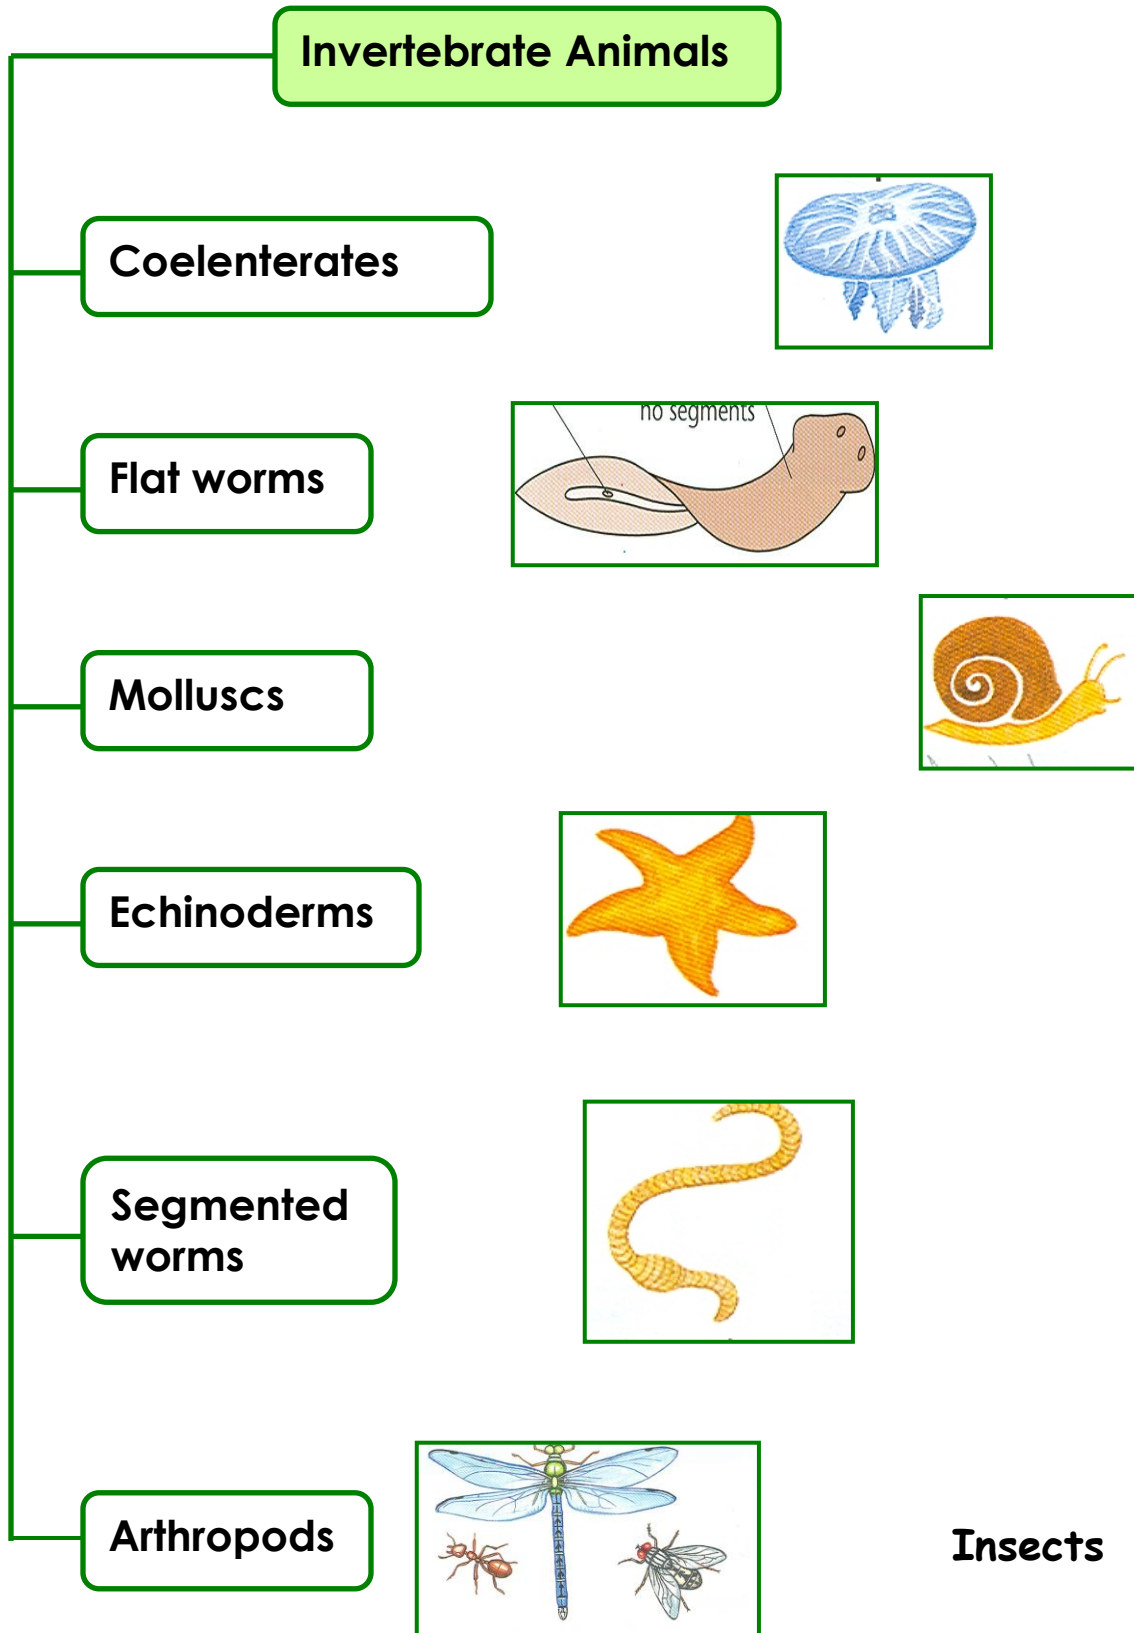 Invertebrate Animals
Coelenterates
no segments
Flat worms
Molluscs
Echinoderms
Segmented
worms
Arthropods
Insects